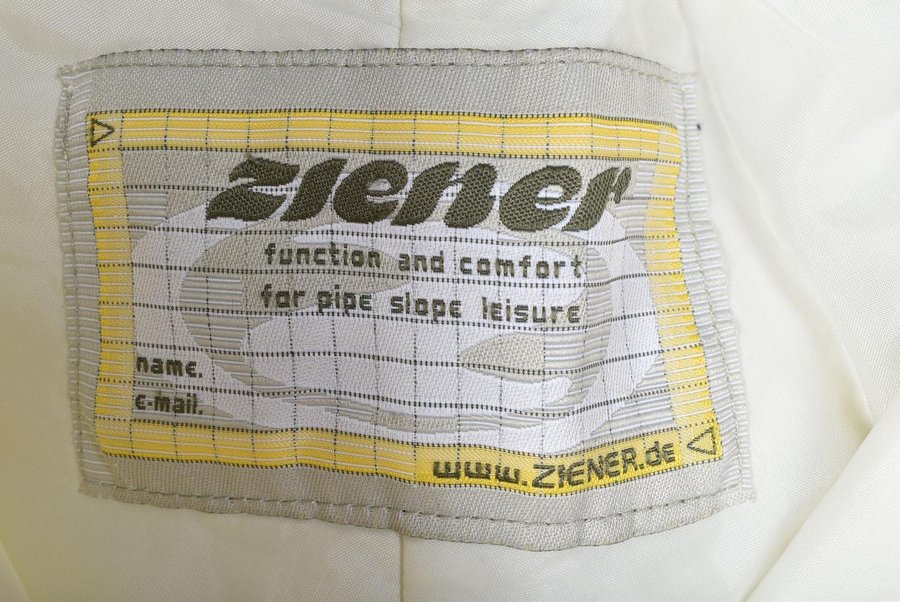 ziener
function and comfort
for pipe slope leisure
name.
e-mail.
www.ZIENER.de